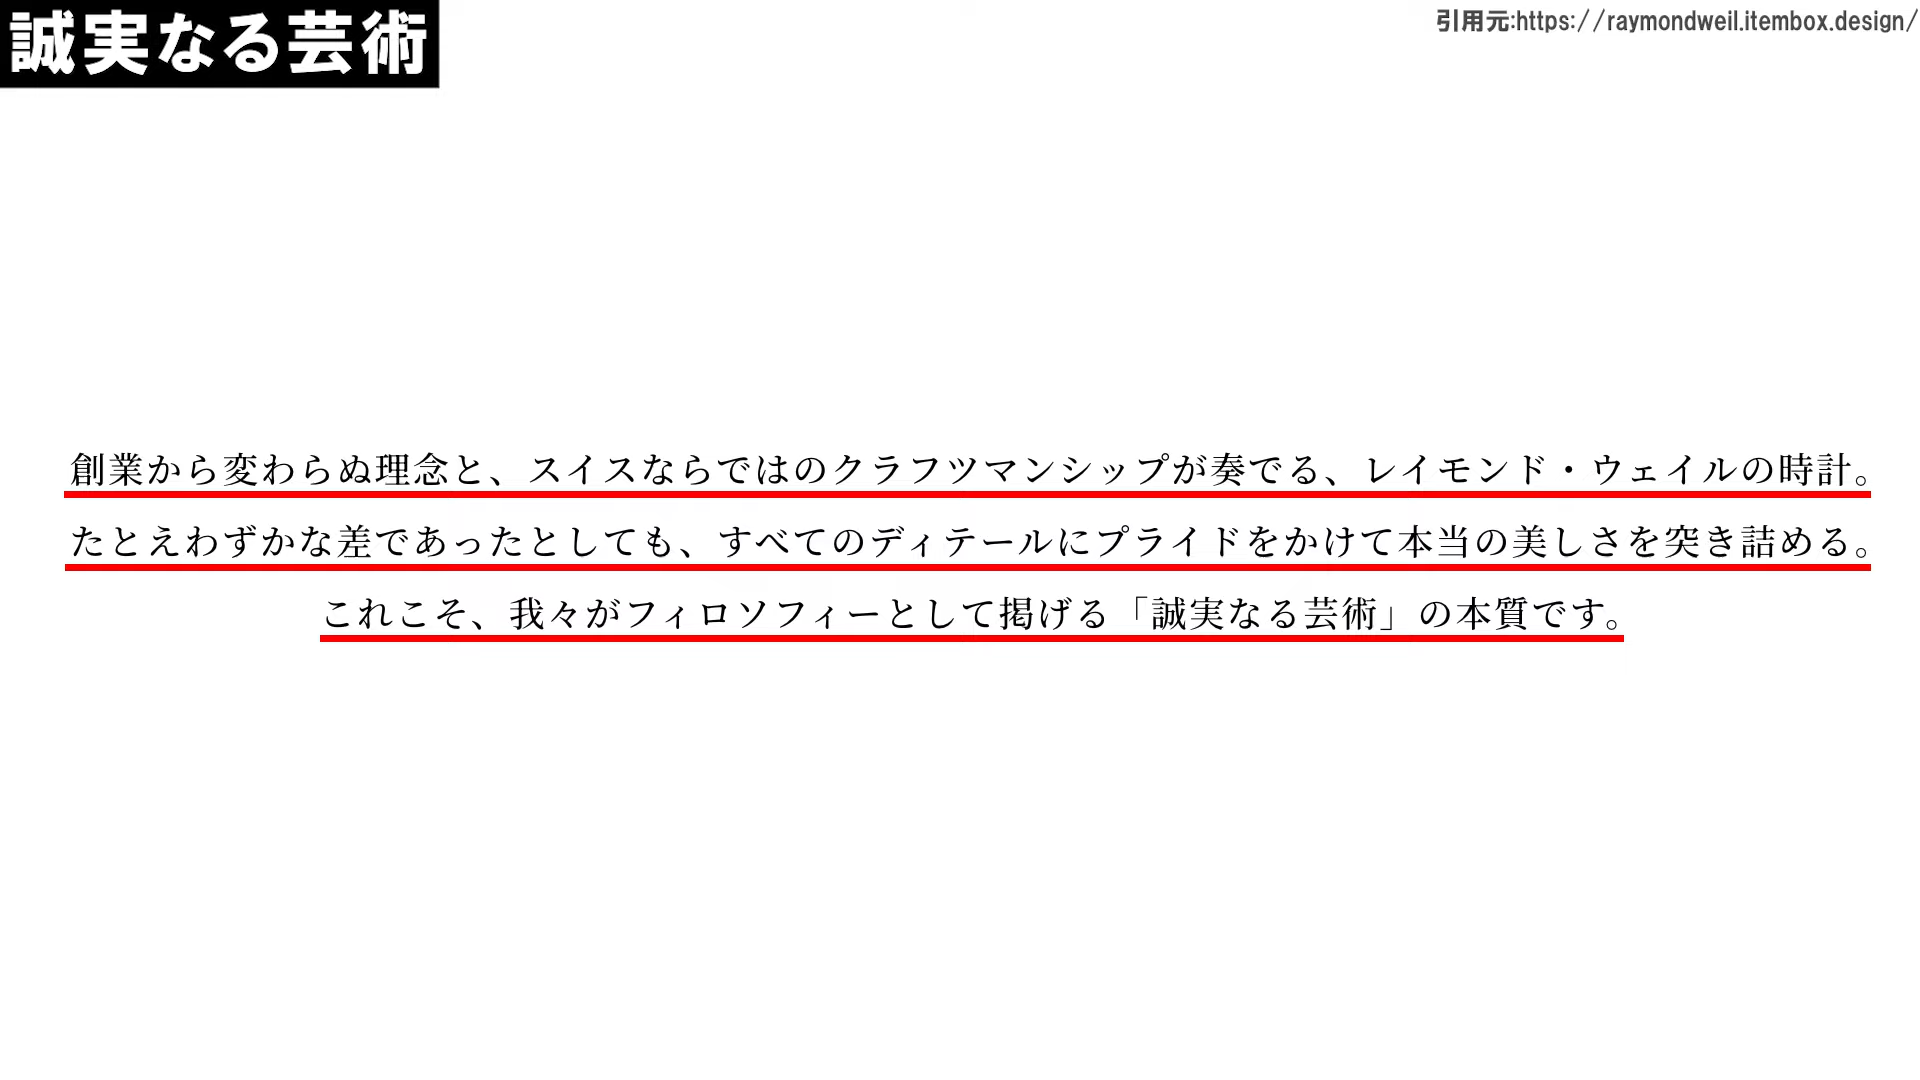 誠実なる芸術
引用元:https://raymondweil.itembox.design/
創業から変わらぬ理念と、スイスならではのクラフツマンシップが奏でる、レイモンド・ウェイルの時計。
たとえわずかな差であったとしても、すべてのディテールにプライドをかけて本当の美しさを突き詰める。
これこそ、我々がフィロソフィーとして掲げる「誠実なる芸術」の本質です。